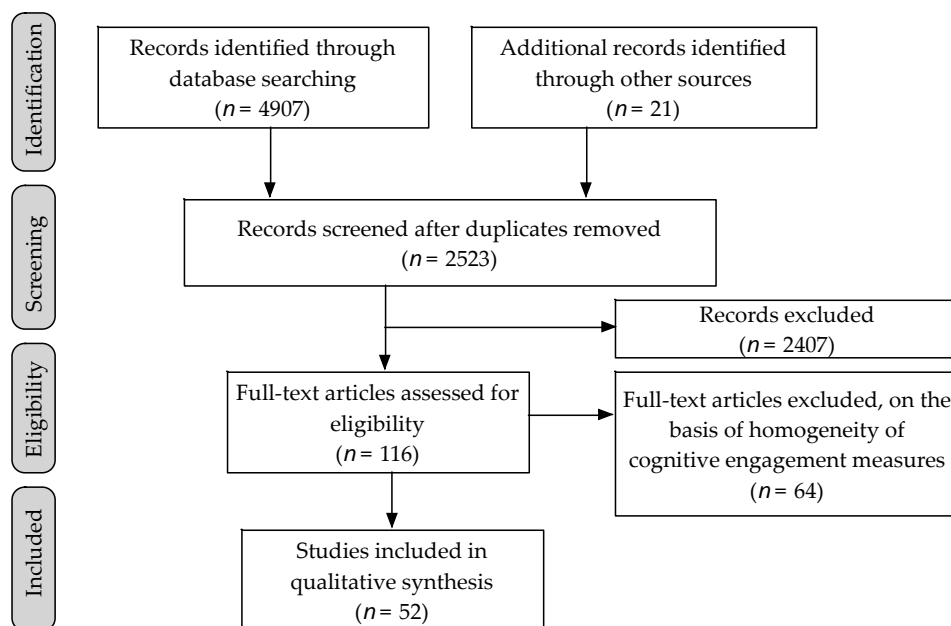 Identification
Records identified through
database searching
(n = 4907)
Additional records identified
through other sources
(n = 21)
Screening
Records screened after duplicates removed
(n = 2523)
Records excluded
(n = 2407)
Eligibility
Full-text articles assessed for
eligibility
(n = 116)
Full-text articles excluded, on the
basis of homogeneity of
cognitive engagement measures
(n = 64)
Included
Studies included in
qualitative synthesis
(n = 52)